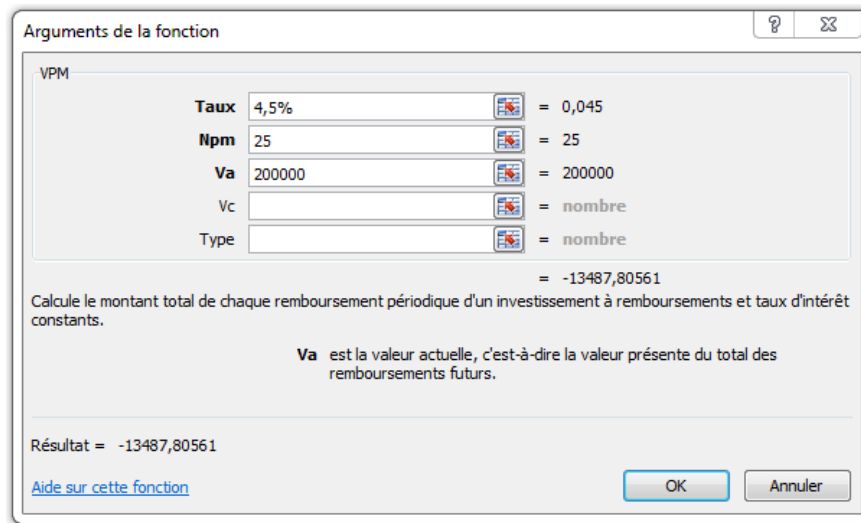 Arguments de la fonction
VPM
Taux 4,5% = 0,045
Npm 25 = 25
Va 200000 = 200000
Vc = nombre
Type = nombre
= -13487,80561
Calcule le montant total de chaque remboursement périodique d'un investissement à remboursements et taux d'intérêt
constants.
Va est la valeur actuelle, c'est-à-dire la valeur présente du total des
remboursements futurs.
Résultat = -13487,80561
Aide sur cette fonction OK Annuler